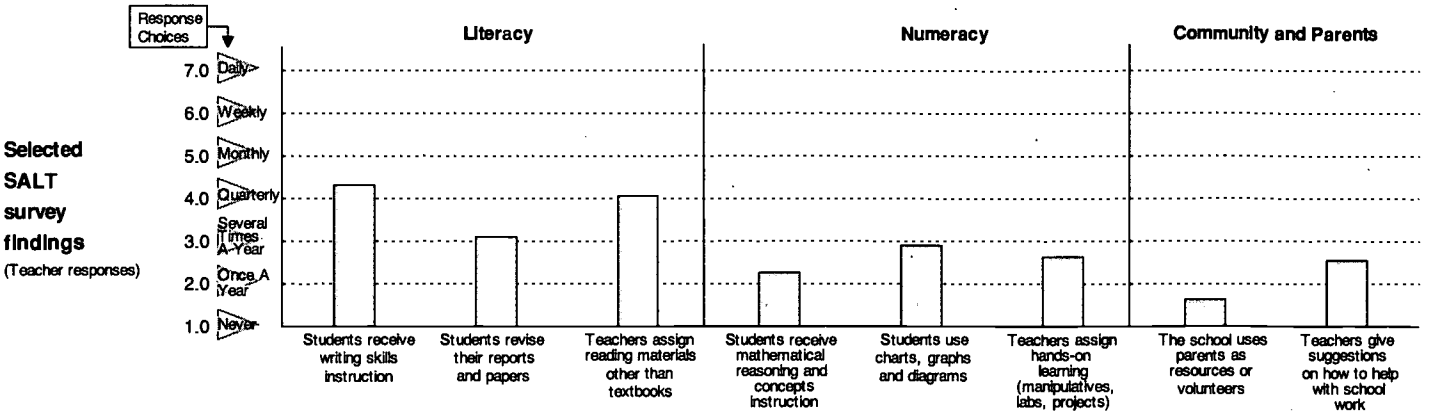 Response
Choices
Literacy
Numeracy
Community and Parents
7.0 Daily
6.0 Weekly
5.0 Monthly
4.0 Quarterly
3.0 Several
Times
A-Year
2.0 Once A
Year
1.0 Never
Selected
SALT
survey
findings
(Teacher responses)
Students receive
writing skills
instruction
Students revise
their reports
and papers
Teachers assign
reading materials
other than
textbooks
Students receive
mathematical
reasoning and
concepts
instruction
Students use
charts, graphs
and diagrams
Teachers assign
hands-on
learning
(manipulatives,
labs, projects)
The school uses
parents as
resources or
volunteers
Teachers give
suggestions
on how to help
with school
work